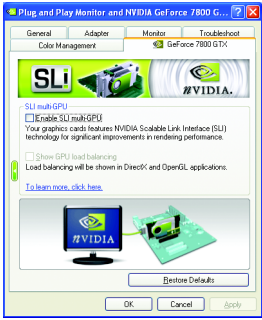 Plug and Play Monitor and NVIDIA GeForce 7800 G...
General
Adapter
Monitor
Troubleshoot
Color Management
GeForce 7800 GTX
SLI
NVIDIA.
SLI multi-GPU
Enable SLI multi-GPU
Your graphics cards features NVIDIA Scalable Link Interface (SLI)
technology for significant improvements in rendering performance.
Show GPU load balancing
Load balancing will be shown in DirectX and OpenGL applications.
To learn more, click here.
NVIDIA
Restore Defaults
OK
Cancel
Apply